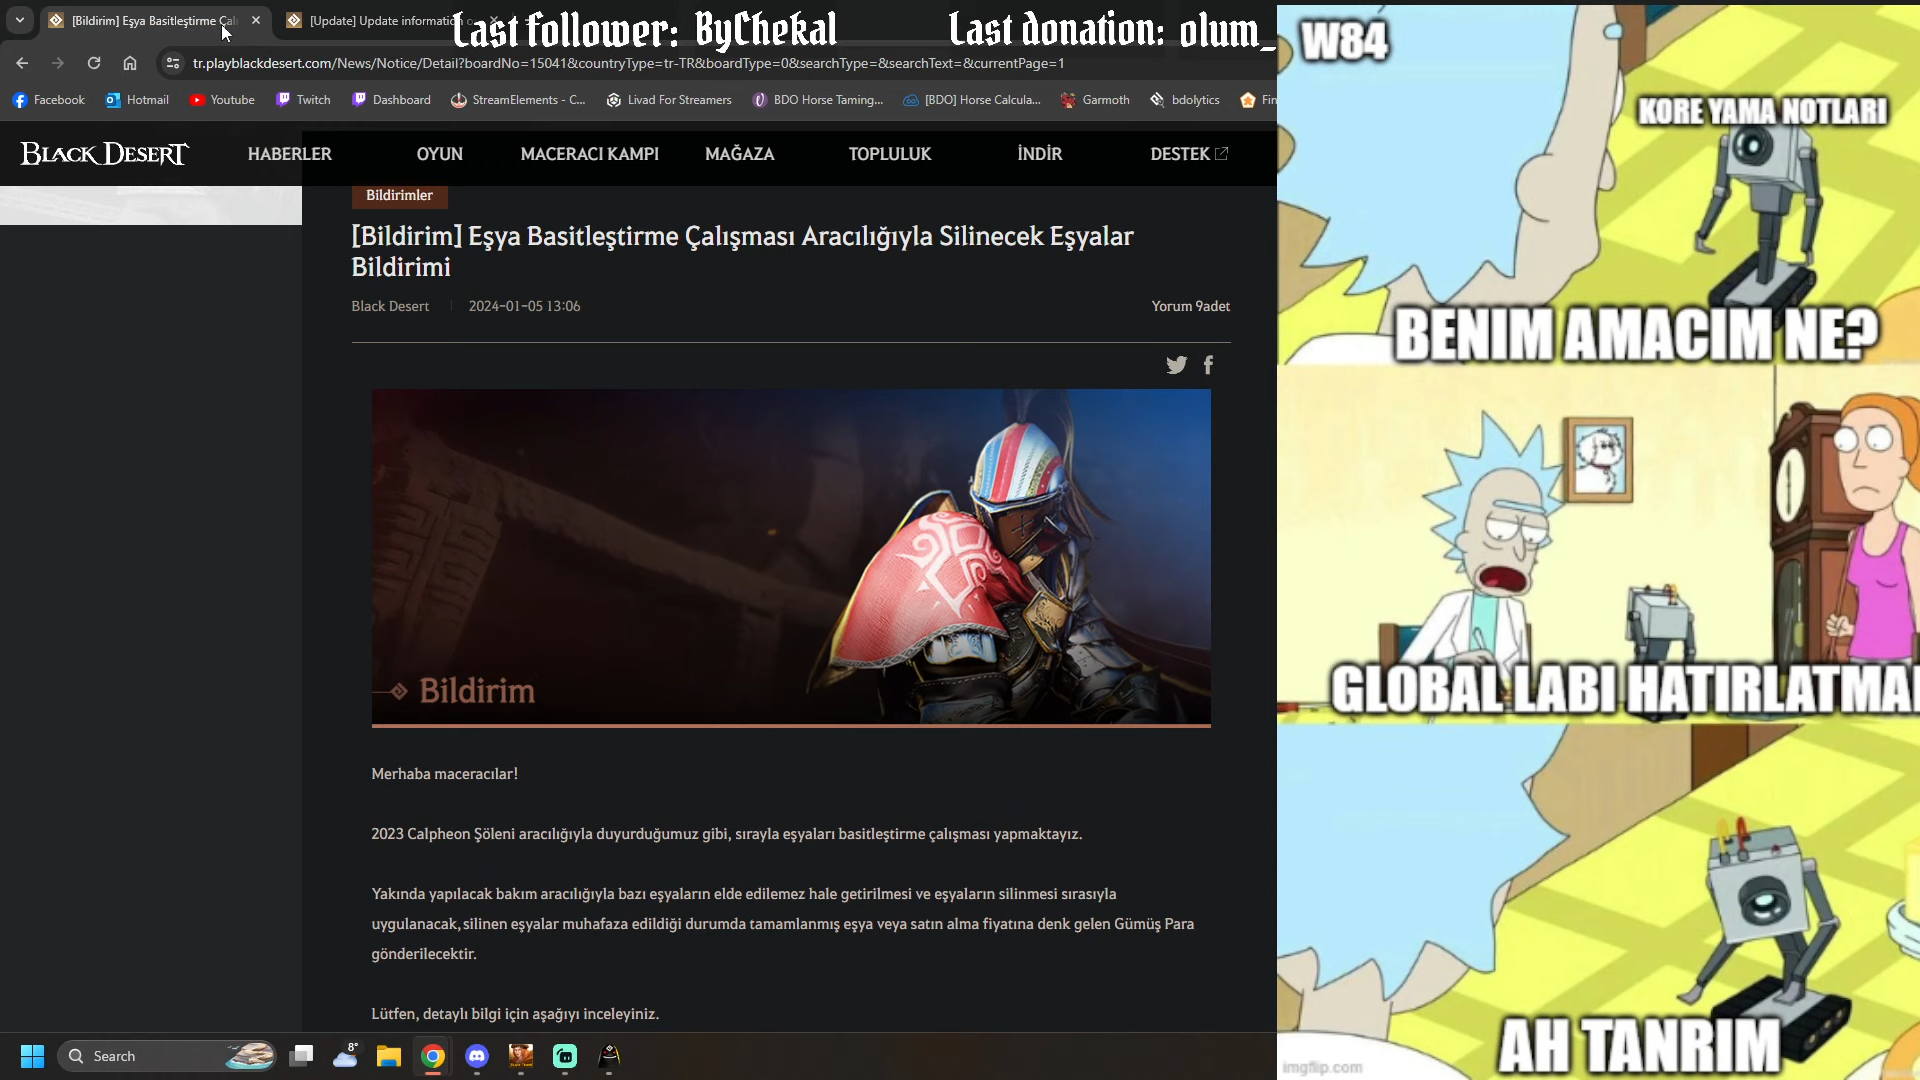 [Bildirim] Eşya Basitleştirme Çal
[Update] Update information
Last follower: ByChekal
Last donation: olum_
tr.playblackdesert.com/News/Notice/Detail?boardNo=15041&countryType=tr-TR&boardType=0&searchType=&searchText=&currentPage=1
Facebook
Hotmail
Youtube
Twitch
Dashboard
StreamElements - C...
Livad For Streamers
BDO Horse Taming...
[BDO] Horse Calcula...
Garmoth
bdolytics
Fin
BLACK DESERT
HABERLER
OYUN
MACERACI KAMPI
MAĞAZA
TOPLULUK
İNDİR
DESTEK
Bildirimler
[Bildirim] Eşya Basitleştirme Çalışması Aracılığıyla Silinecek Eşyalar
Bildirimi
Black Desert
2024-01-05 13:06
Yorum 9adet
Bildirim
Merhaba maceracılar!
2023 Calpheon Şöleni aracılığıyla duyurduğumuz gibi, sırayla eşyaları basitleştirme çalışması yapmaktayız.
Yakında yapılacak bakım aracılığıyla bazı eşyaların elde edilemez hale getirilmesi ve eşyaların silinmesi sırasıyla
uygulanacak, silinen eşyalar muhafaza edildiği durumda tamamlanmış eşya veya satın alma fiyatına denk gelen Gümüş Para
gönderilecektir.
Lütfen, detaylı bilgi için aşağıyı inceleyiniz.
W84
KORE YAMA NOTLARI
BENIM AMACIM NE?
GLOBAL LABI HATIRLATMA
AH TANRIM
imgflip.com
8°
Search